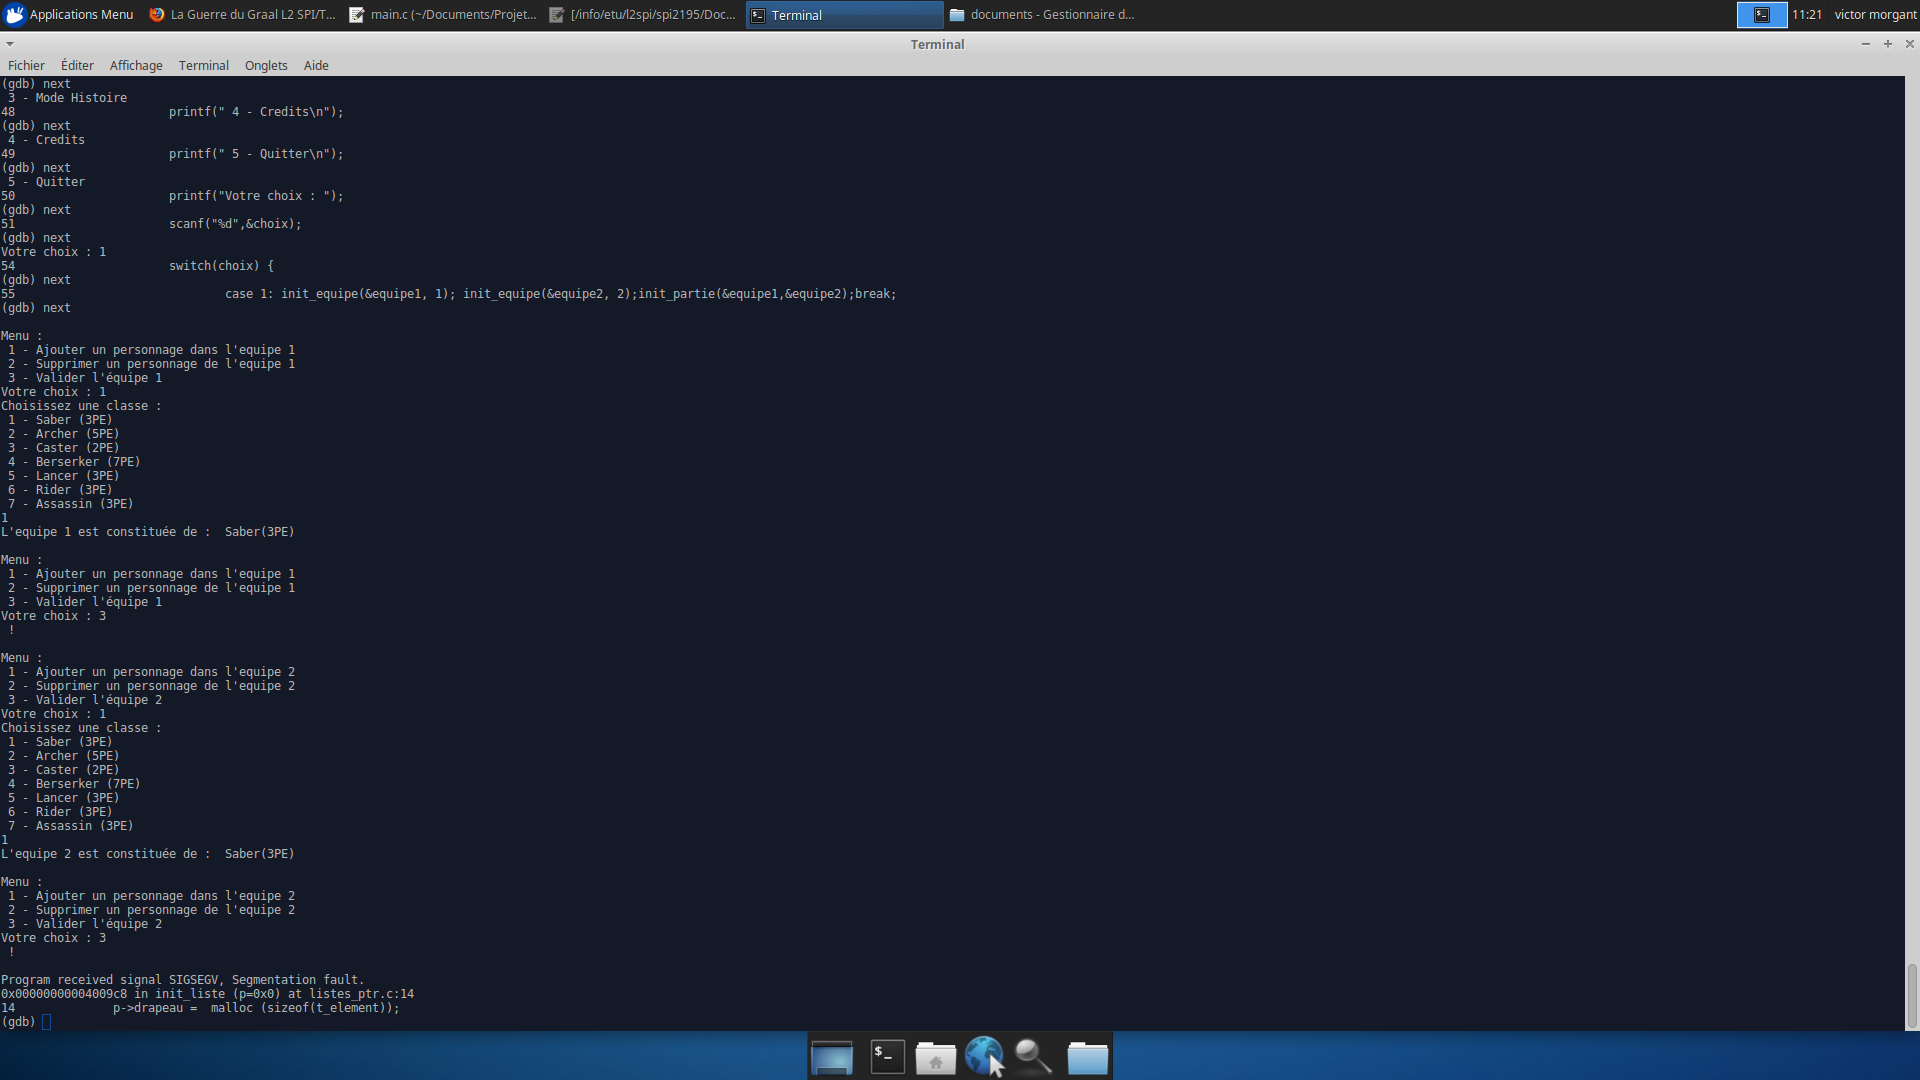 Applications Menu
La Guerre du Graal L2 SPI/T...
main.c (~/Documents/Projet...
[/info/etu/l2spi/spi2195/Doc...
Terminal
documents - Gestionnaire d...
11:21
victor morgant
Terminal
Fichier Éditer Affichage Terminal Onglets Aide
(gdb) next
 3 - Mode Histoire
48 printf(" 4 - Credits\n");
(gdb) next
 4 - Credits
49 printf(" 5 - Quitter\n");
(gdb) next
 5 - Quitter
50 printf("Votre choix : ");
(gdb) next
51 scanf("%d",&choix);
(gdb) next
Votre choix : 1
54 switch(choix) {
(gdb) next
55 case 1: init_equipe(&equipe1, 1); init_equipe(&equipe2, 2);init_partie(&equipe1,&equipe2);break;
(gdb) next
Menu :
 1 - Ajouter un personnage dans l'equipe 1
 2 - Supprimer un personnage de l'equipe 1
 3 - Valider l'équipe 1
Votre choix : 1
Choisissez une classe :
 1 - Saber (3PE)
 2 - Archer (5PE)
 3 - Caster (2PE)
 4 - Berserker (7PE)
 5 - Lancer (3PE)
 6 - Rider (3PE)
 7 - Assassin (3PE)
1
L'equipe 1 est constituée de :  Saber(3PE)
Menu :
 1 - Ajouter un personnage dans l'equipe 1
 2 - Supprimer un personnage de l'equipe 1
 3 - Valider l'équipe 1
Votre choix : 3
 !
Menu :
 1 - Ajouter un personnage dans l'equipe 2
 2 - Supprimer un personnage de l'equipe 2
 3 - Valider l'équipe 2
Votre choix : 1
Choisissez une classe :
 1 - Saber (3PE)
 2 - Archer (5PE)
 3 - Caster (2PE)
 4 - Berserker (7PE)
 5 - Lancer (3PE)
 6 - Rider (3PE)
 7 - Assassin (3PE)
1
L'equipe 2 est constituée de :  Saber(3PE)
Menu :
 1 - Ajouter un personnage dans l'equipe 2
 2 - Supprimer un personnage de l'equipe 2
 3 - Valider l'équipe 2
Votre choix : 3
 !
Program received signal SIGSEGV, Segmentation fault.
0x00000000004009c8 in init_liste (p=0x0) at listes_ptr.c:14
14 p->drapeau =  malloc (sizeof(t_element));
(gdb)
$_